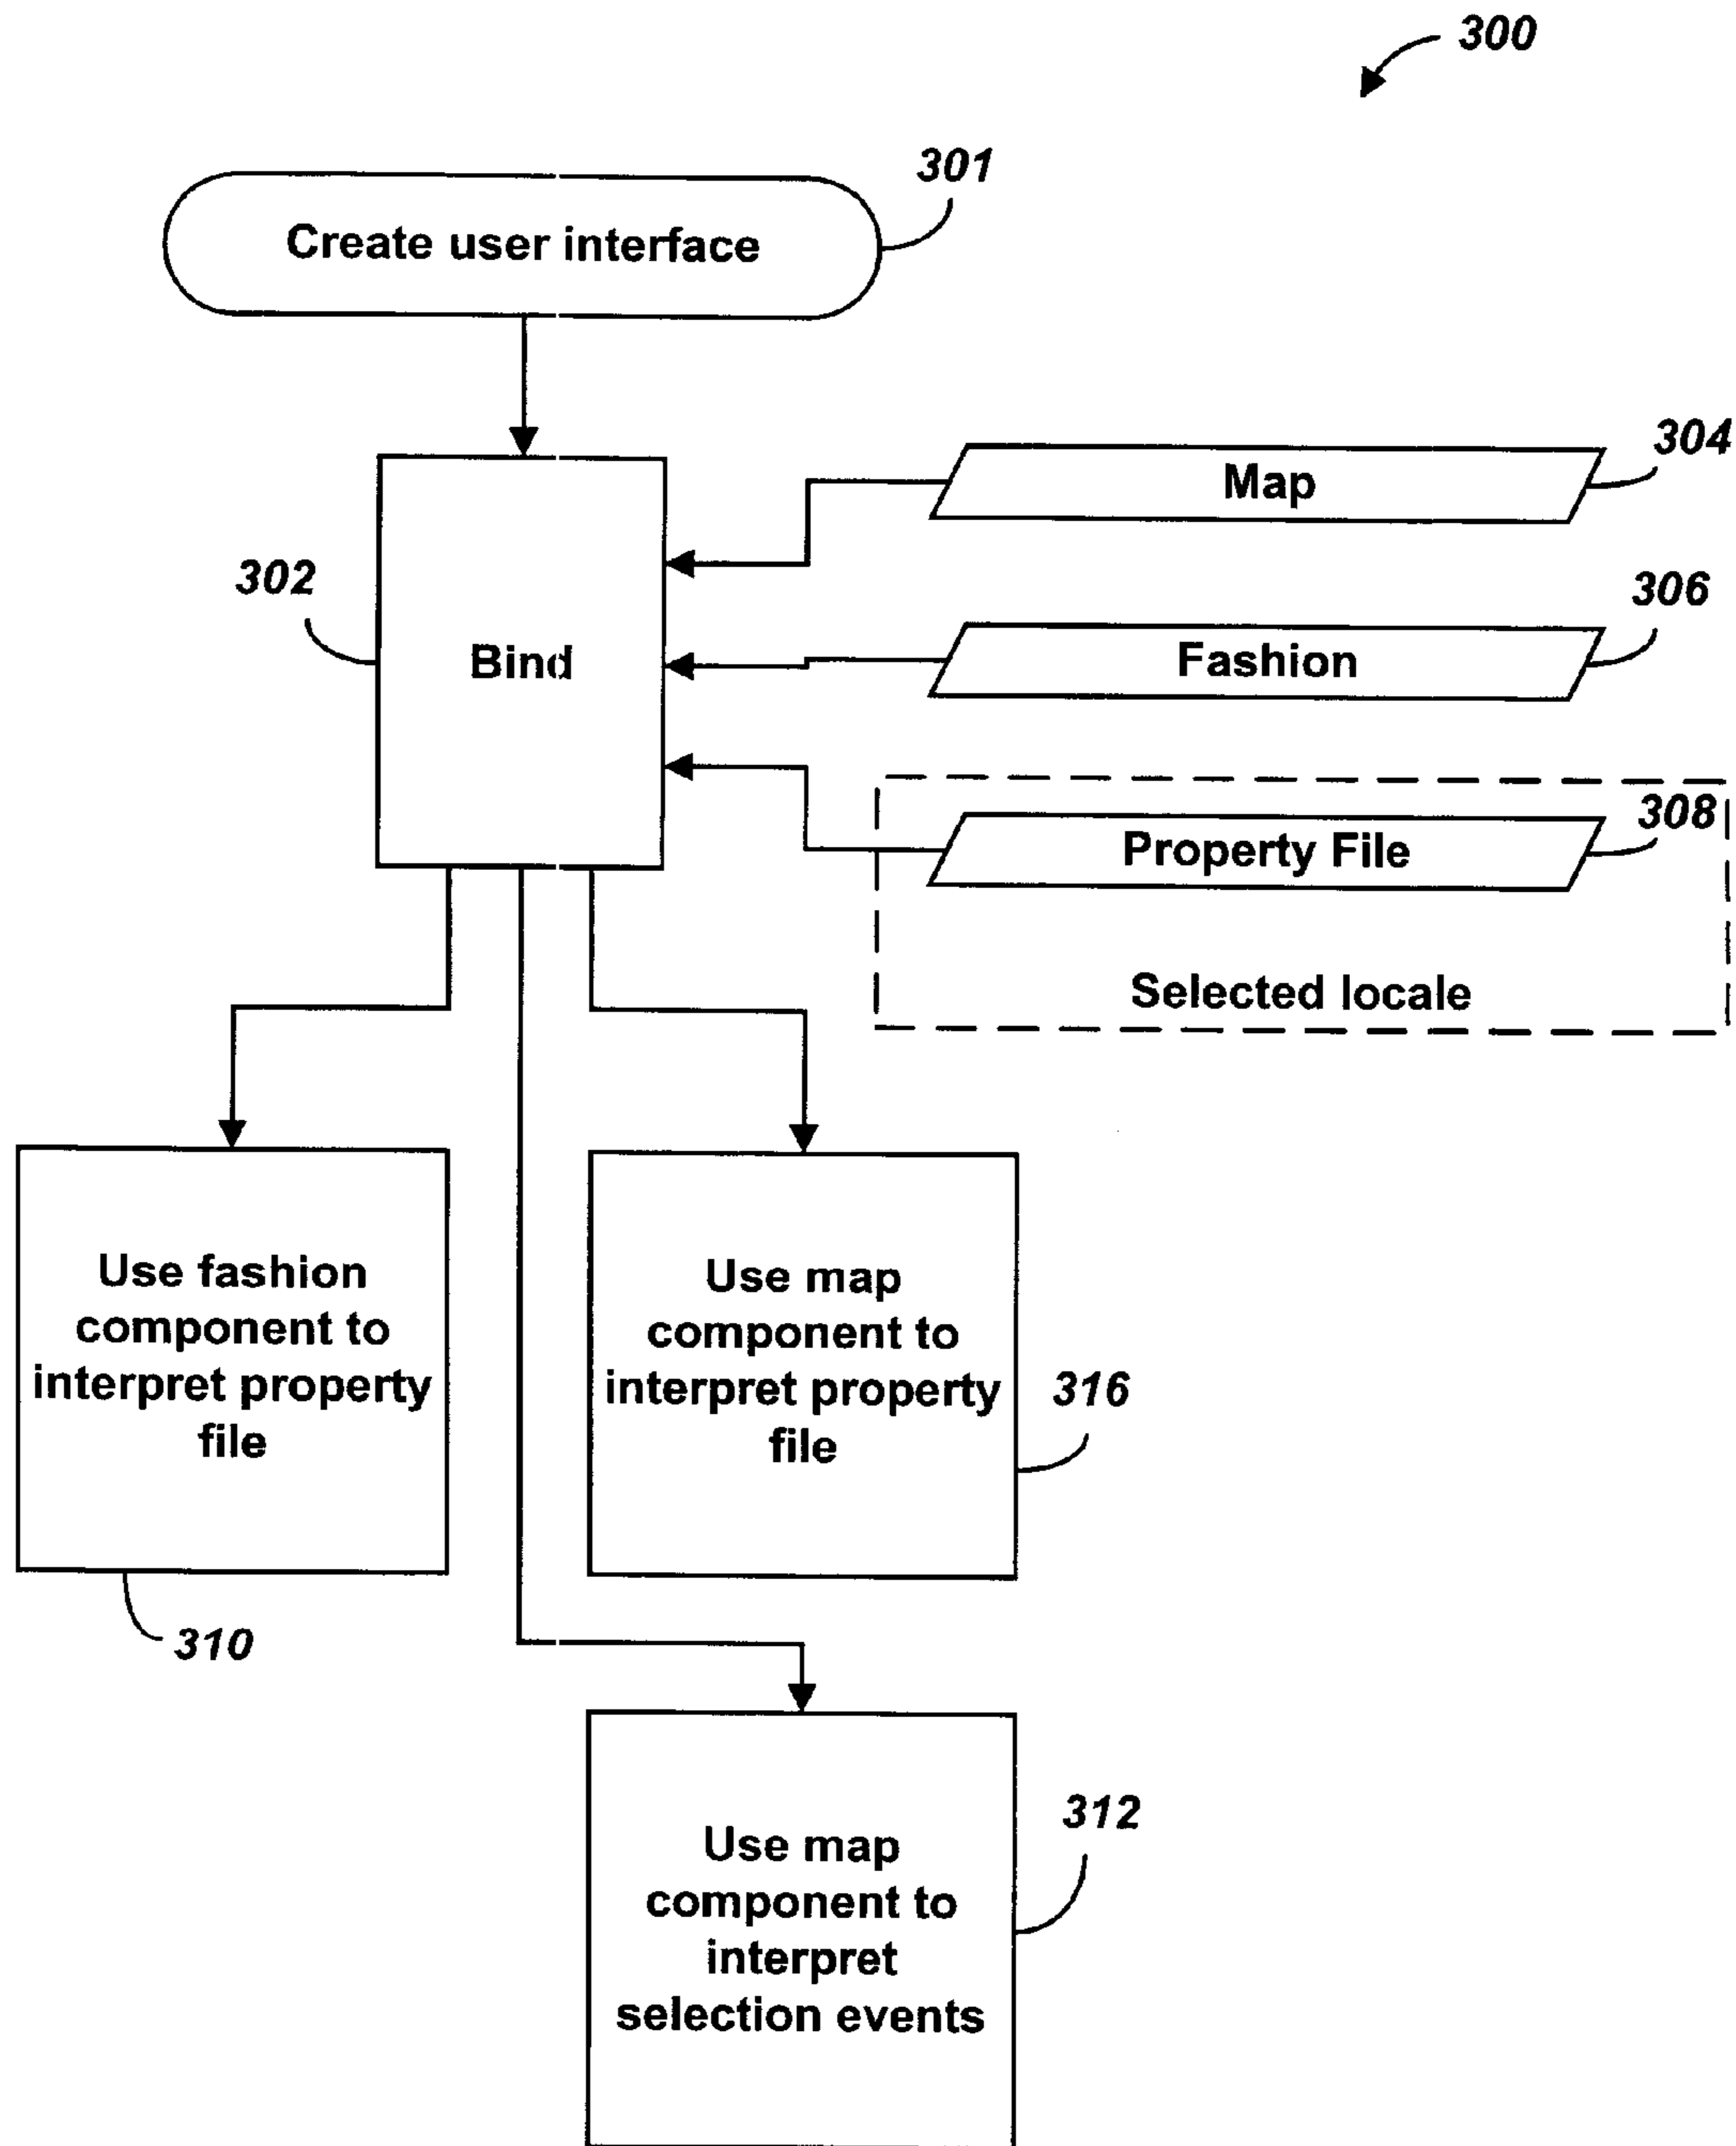 300
301
Create user interface
304
Map
302
Bind
306
Fashion
308
Property File
Selected locale
Use fashion
component to
interpret property
file
310
Use map
component to
interpret property
file
316
312
Use map
component to
interpret
selection events